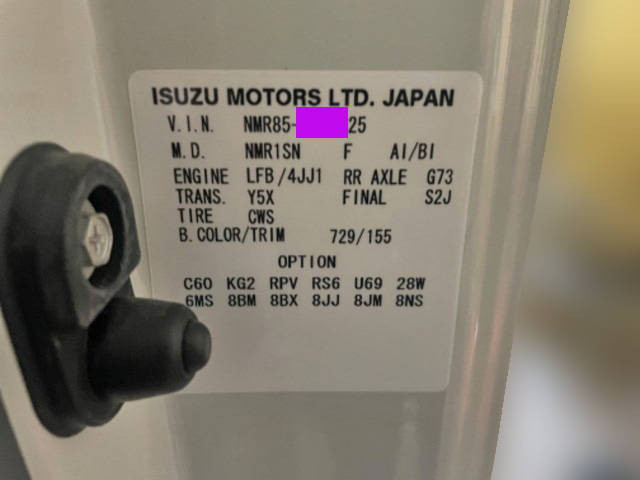 ISUZU MOTORS LTD. JAPAN
V.I.N. NMR85- 25
M.D. NMR1SN F AI/BI
ENGINE LFB/4JJ1 RR AXLE G73
TRANS. Y5X FINAL S2J
TIRE CWS
B.COLOR/TRIM 729/155
OPTION
C60 KG2 RPV RS6 U69 28W
6MS 8BM 8BX 8JJ 8JM 8NS